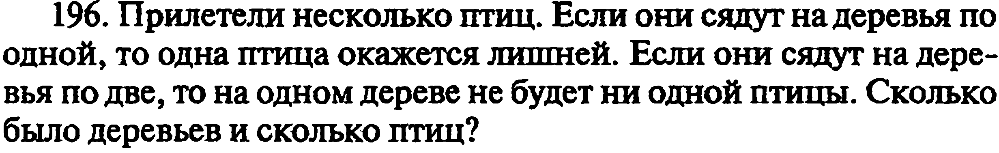 196. Прилетели несколько птиц. Если они сядут на деревья по
одной, то одна птица окажется лишней. Если они сядут на дере-
вья по две, то на одном дереве не будет ни одной птицы. Сколько
было деревьев и сколько птиц?